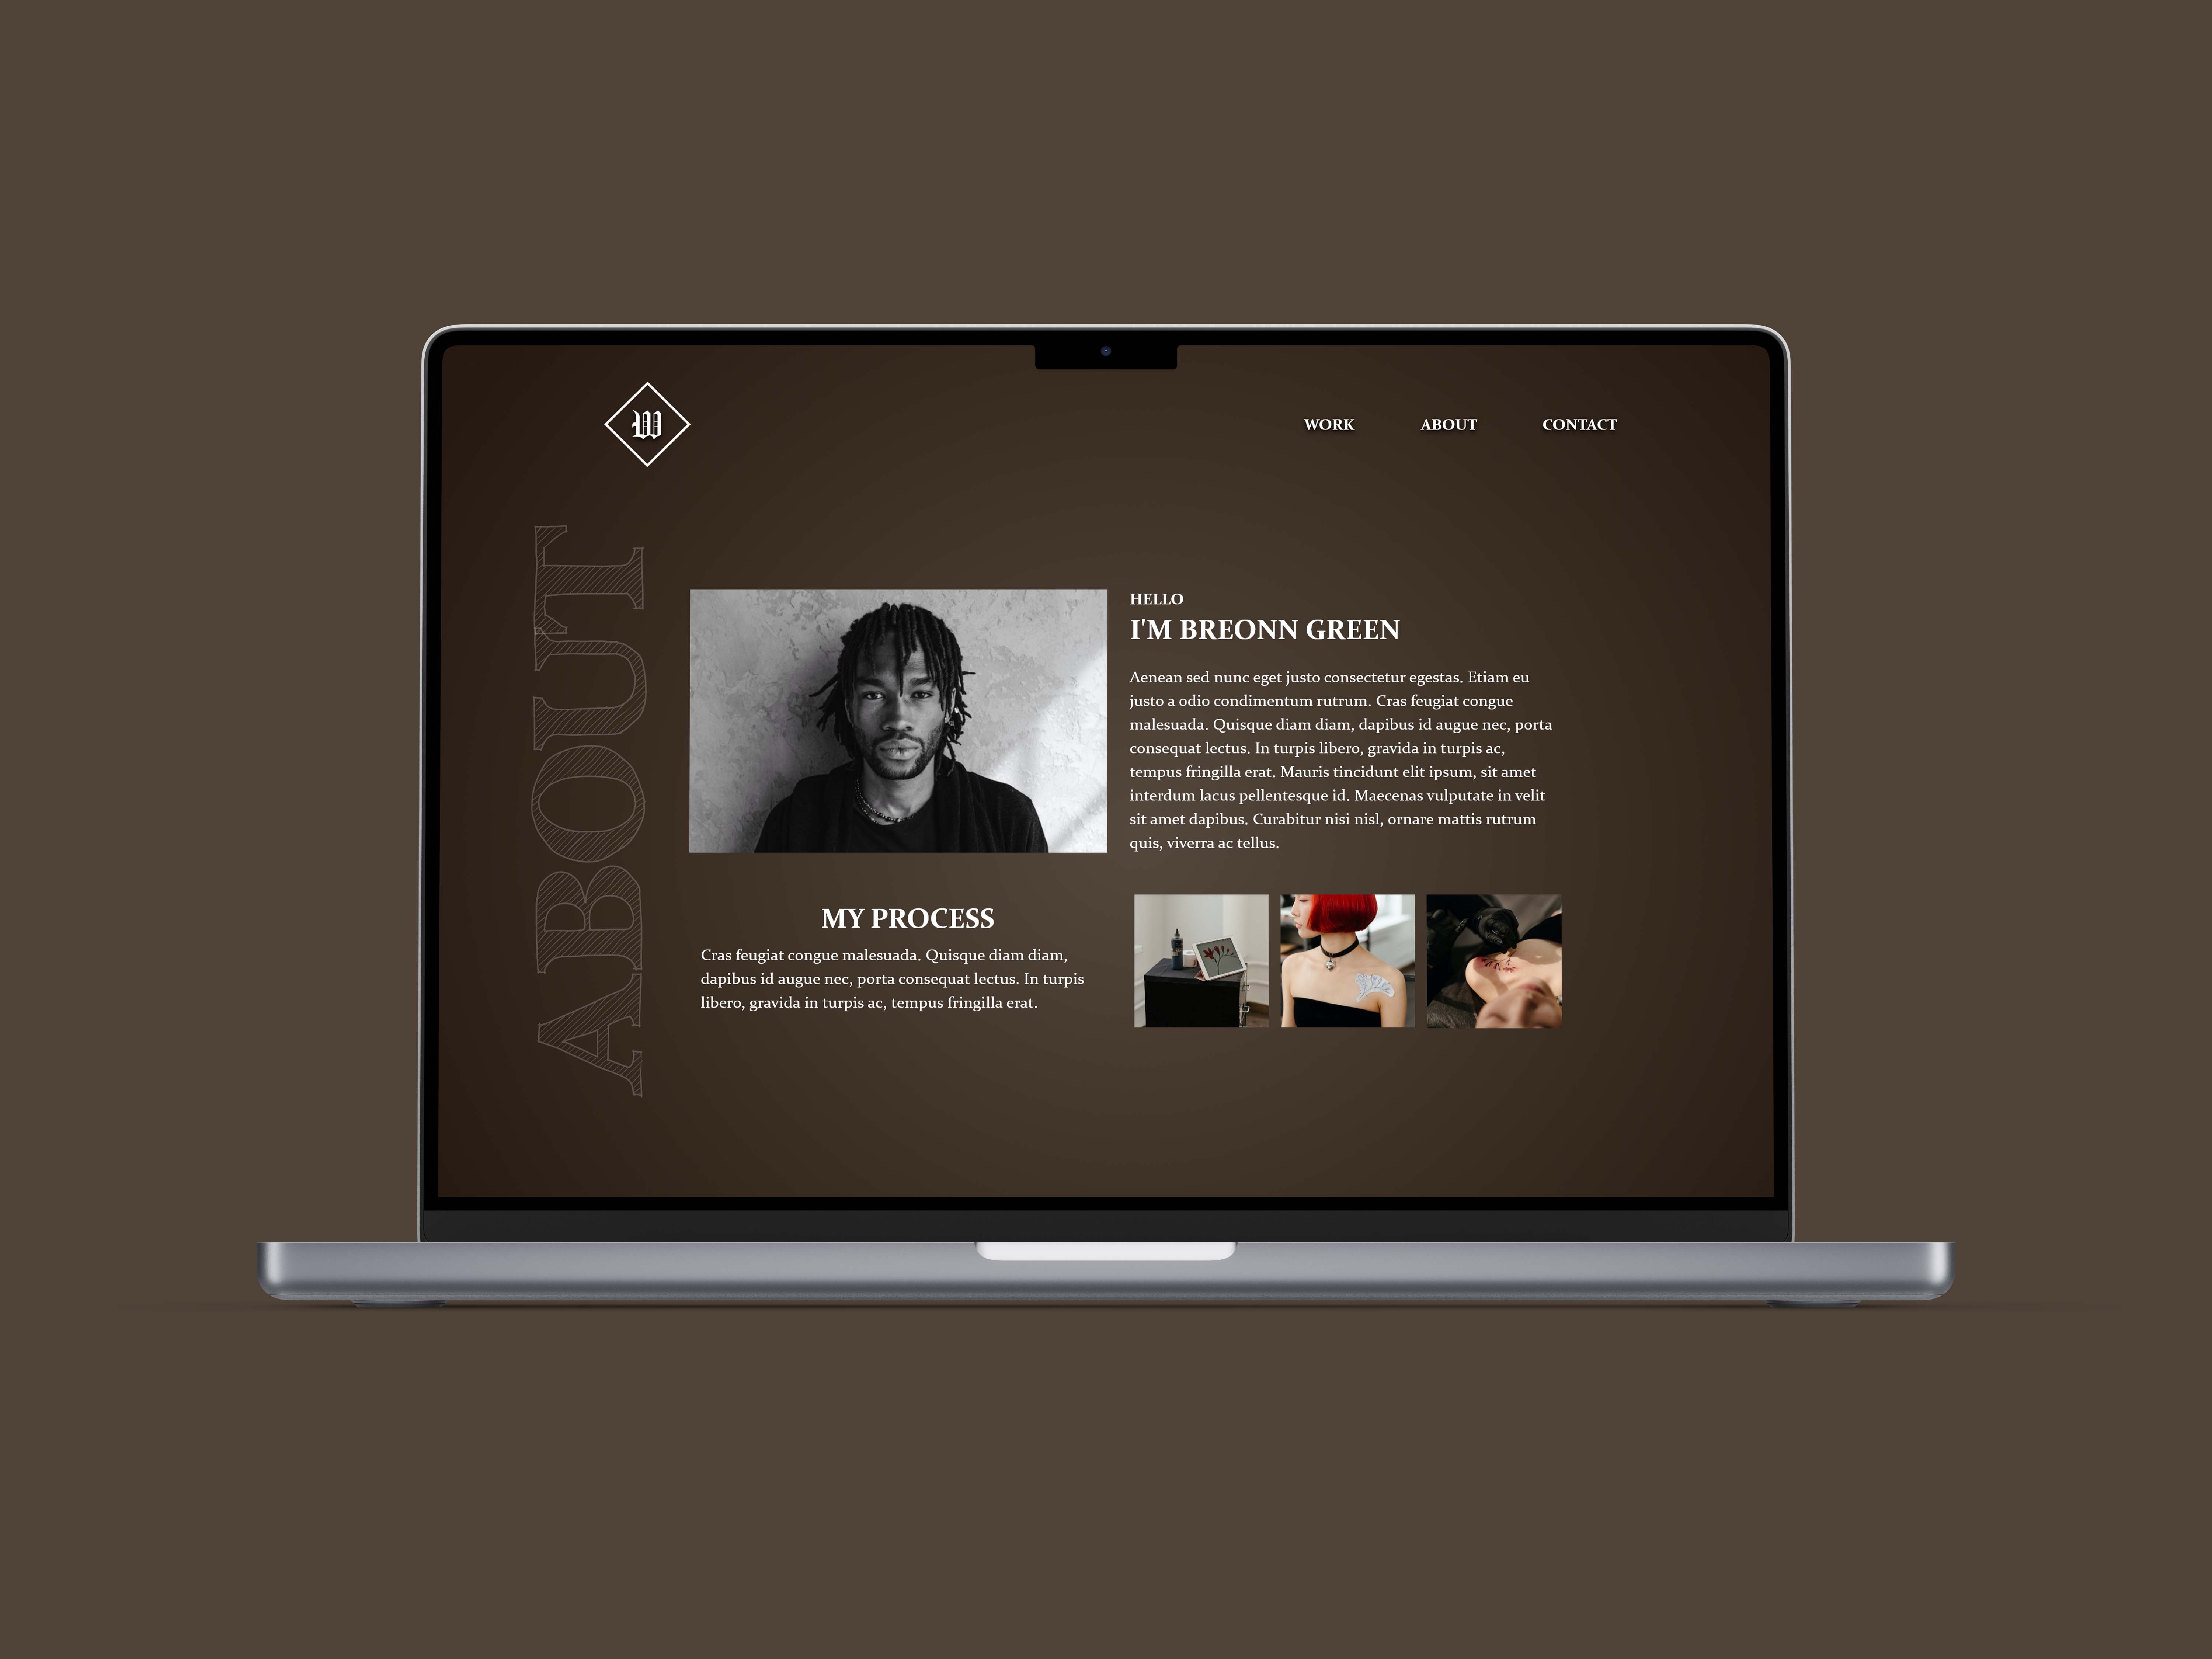 W
WORK ABOUT CONTACT
ABOUT
HELLO
I'M BREONN GREEN
Aenean sed nunc eget justo consectetur egestas. Etiam eu
justo a odio condimentum rutrum. Cras feugiat congue
malesuada. Quisque diam diam, dapibus id augue nec, porta
consequat lectus. In turpis libero, gravida in turpis ac,
tempus fringilla erat. Mauris tincidunt elit ipsum, sit amet
interdum lacus pellentesque id. Maecenas vulputate in velit
sit amet dapibus. Curabitur nisi nisl, ornare mattis rutrum
quis, viverra ac tellus.
MY PROCESS
Cras feugiat congue malesuada. Quisque diam diam,
dapibus id augue nec, porta consequat lectus. In turpis
libero, gravida in turpis ac, tempus fringilla erat.